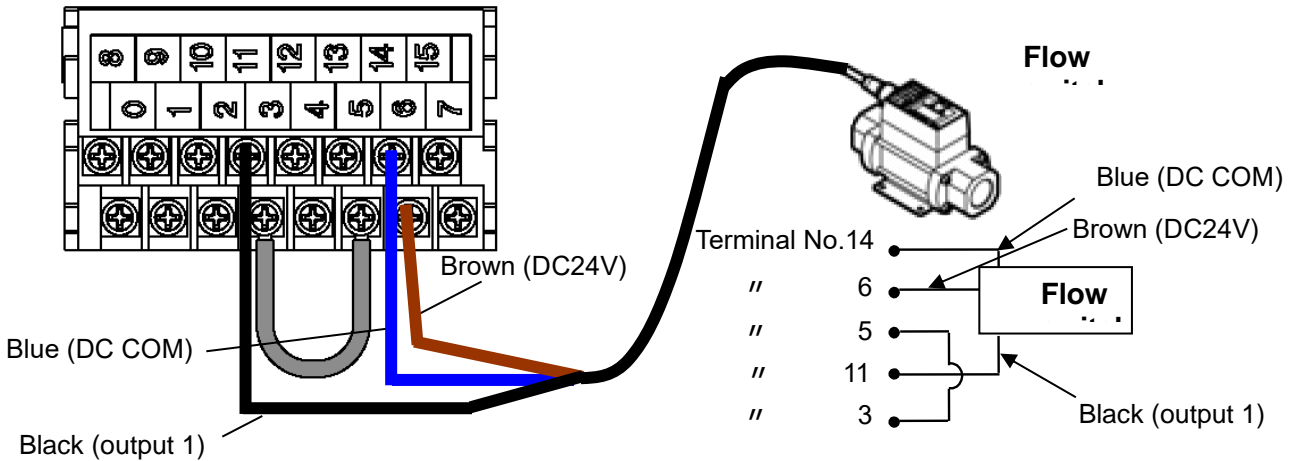 8 9 10 11 12 13 14 15
0 1 2 3 4 5 6 7
Flow
Blue (DC COM)
Terminal No.14
Brown (DC24V)
Brown (DC24V)
〃 6
Flow
〃 5
Blue (DC COM)
〃 11
〃 3
Black (output 1)
Black (output 1)